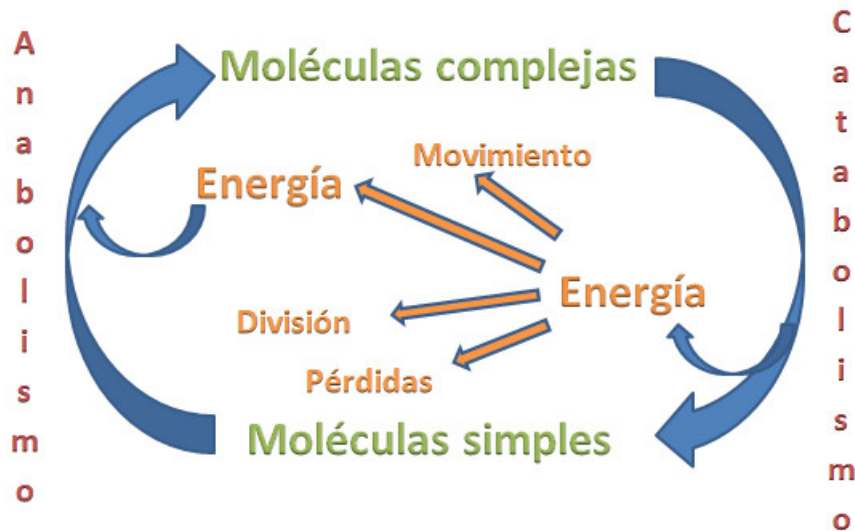 Anabolismo
Moléculas complejas
Catabolismo
Movimiento
Energía
Energía
División
Pérdidas
Moléculas simples